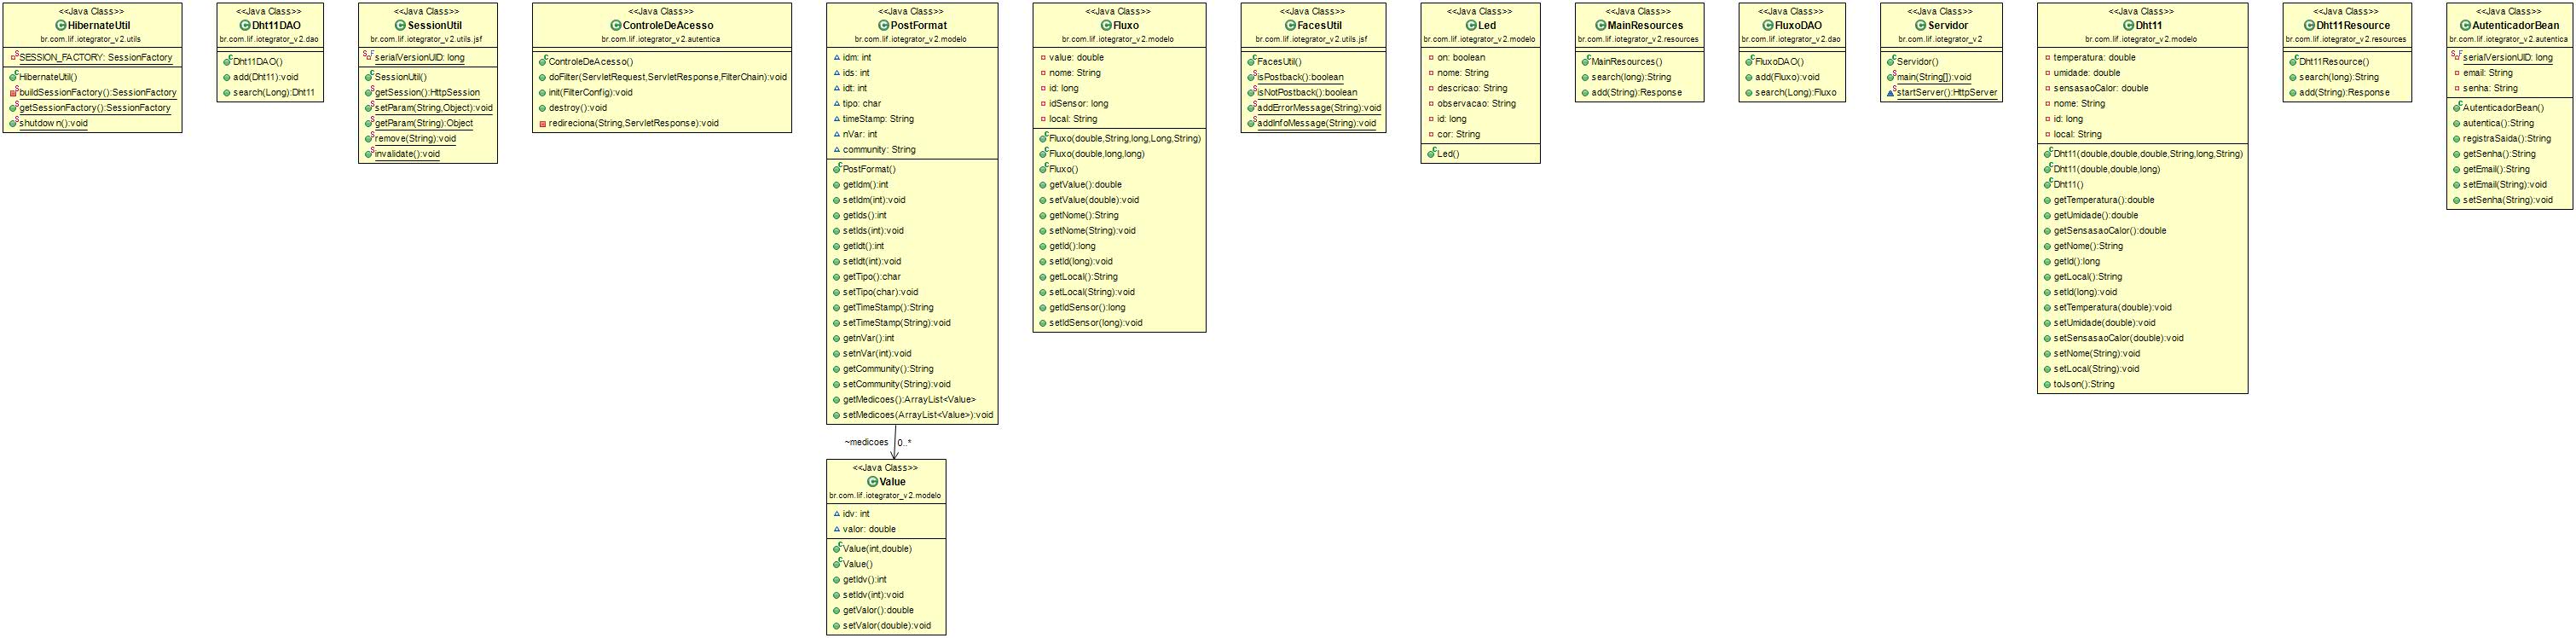 <<Java Class>>
HibernateUtil
br.com.lif.iotegrator_v2.utils
SESSION_FACTORY: SessionFactory
HibernateUtil()
buildSessionFactory():SessionFactory
getSessionFactory():SessionFactory
shutdown():void
<<Java Class>>
Dht11DAO
br.com.lif.iotegrator_v2.dao
Dht11DAO()
add(Dht11):void
search(Long):Dht11
<<Java Class>>
SessionUtil
br.com.lif.iotegrator_v2.utils.jsf
serialVersionUID: long
SessionUtil()
getSession():HttpSession
setParam(String,Object):void
getParam(String):Object
remove(String):void
invalidate():void
<<Java Class>>
ControleDeAcesso
br.com.lif.iotegrator_v2.autentica
ControleDeAcesso()
doFilter(ServletRequest,ServletResponse,FilterChain):void
init(FilterConfig):void
destroy():void
redireciona(String,ServletResponse):void
<<Java Class>>
PostFormat
br.com.lif.iotegrator_v2.modelo
idm: int
ids: int
idt: int
tipo: char
timeStamp: String
nVar: int
community: String
PostFormat()
getIdm():int
setIdm(int):void
getIds():int
setIds(int):void
getIdt():int
setIdt(int):void
getTipo():char
setTipo(char):void
getTimeStamp():String
setTimeStamp(String):void
getnVar():int
setnVar(int):void
getCommunity():String
setCommunity(String):void
getMedicoes():ArrayList<Value>
setMedicoes(ArrayList<Value>):void
~medicoes 0..*
<<Java Class>>
Value
br.com.lif.iotegrator_v2.modelo
idv: int
valor: double
Value(int,double)
Value()
getIdv():int
setIdv(int):void
getValor():double
setValor(double):void
<<Java Class>>
Fluxo
br.com.lif.iotegrator_v2.modelo
value: double
nome: String
id: long
idSensor: long
local: String
Fluxo(double,String,long,Long,String)
Fluxo(double,long,long)
Fluxo()
getValue():double
setValue(double):void
getNome():String
setNome(String):void
getId():long
setId(long):void
getLocal():String
setLocal(String):void
getIdSensor():long
setIdSensor(long):void
<<Java Class>>
FacesUtil
br.com.lif.iotegrator_v2.utils.jsf
FacesUtil()
isPostback():boolean
isNotPostback():boolean
addErrorMessage(String):void
addInfoMessage(String):void
<<Java Class>>
Led
br.com.lif.iotegrator_v2.modelo
on: boolean
nome: String
descricao: String
observacao: String
id: long
cor: String
Led()
<<Java Class>>
MainResources
br.com.lif.iotegrator_v2.resources
MainResources()
search(long):String
add(String):Response
<<Java Class>>
FluxoDAO
br.com.lif.iotegrator_v2.dao
FluxoDAO()
add(Fluxo):void
search(Long):Fluxo
<<Java Class>>
Servidor
br.com.lif.iotegrator_v2
Servidor()
main(String[]):void
startServer():HttpServer
<<Java Class>>
Dht11
br.com.lif.iotegrator_v2.modelo
temperatura: double
umidade: double
sensasaoCalor: double
nome: String
id: long
local: String
Dht11(double,double,double,String,long,String)
Dht11(double,double,long)
Dht11()
getTemperatura():double
getUmidade():double
getSensasaoCalor():double
getNome():String
getId():long
getLocal():String
setId(long):void
setTemperatura(double):void
setUmidade(double):void
setSensasaoCalor(double):void
setNome(String):void
setLocal(String):void
toJson():String
<<Java Class>>
Dht11Resource
br.com.lif.iotegrator_v2.resources
Dht11Resource()
search(long):String
add(String):Response
<<Java Class>>
AutenticadorBean
br.com.lif.iotegrator_v2.autentica
serialVersionUID: long
email: String
senha: String
AutenticadorBean()
autentica():String
registraSaida():String
getSenha():String
getEmail():String
setEmail(String):void
setSenha(String):void